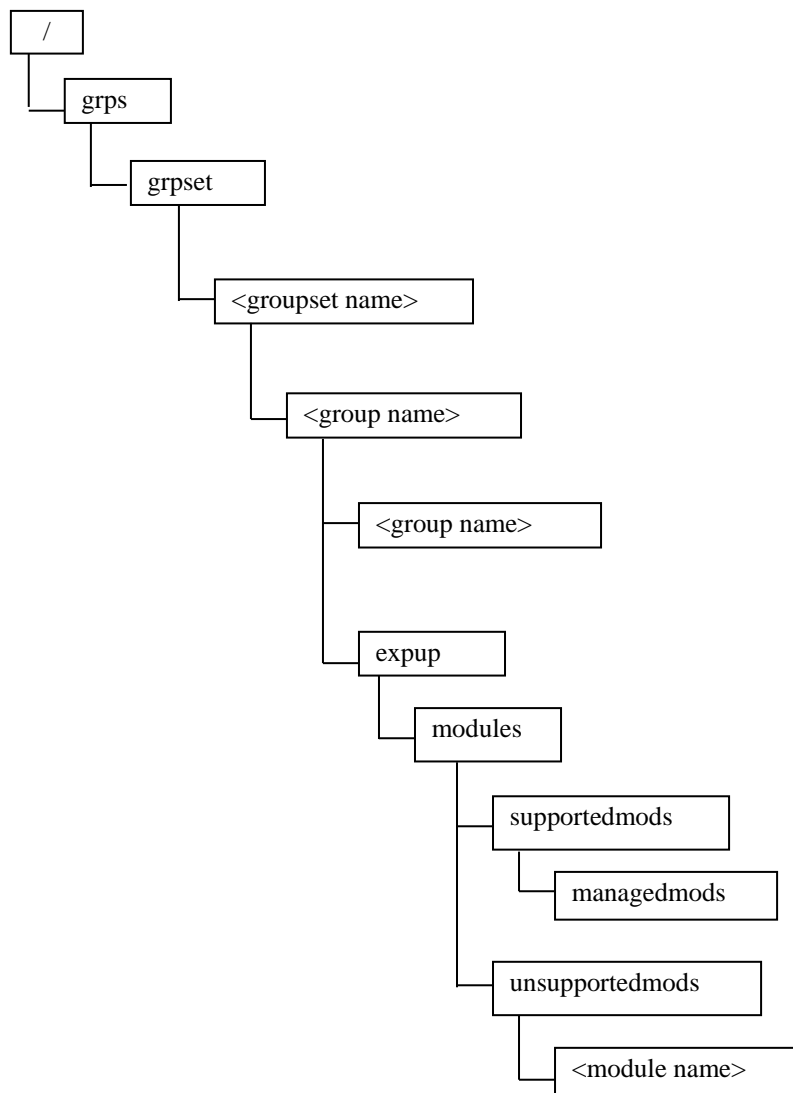 /
grps
grpset
<groupset name>
<group name>
<group name>
expup
modules
supportedmods
managedmods
unsupportedmods
<module name>